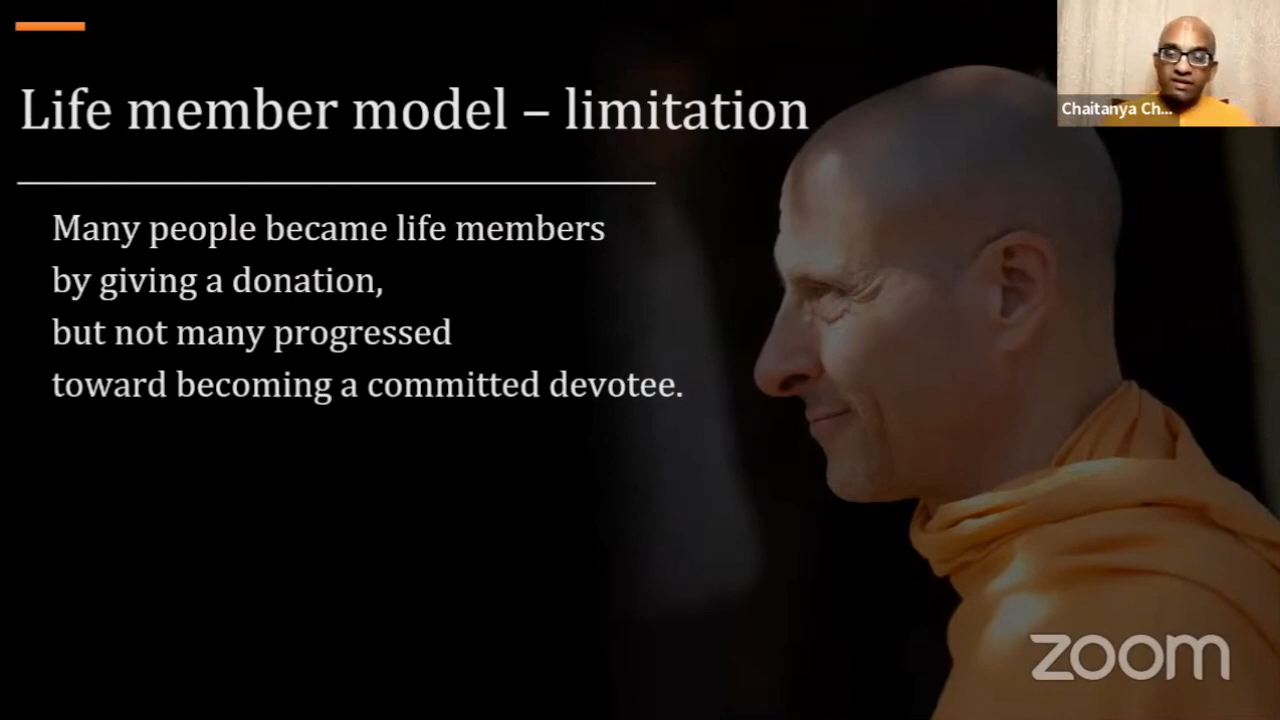 Life member model – limitation
Chaitanya Ch...
Many people became life members
by giving a donation,
but not many progressed
toward becoming a committed devotee.
zoom